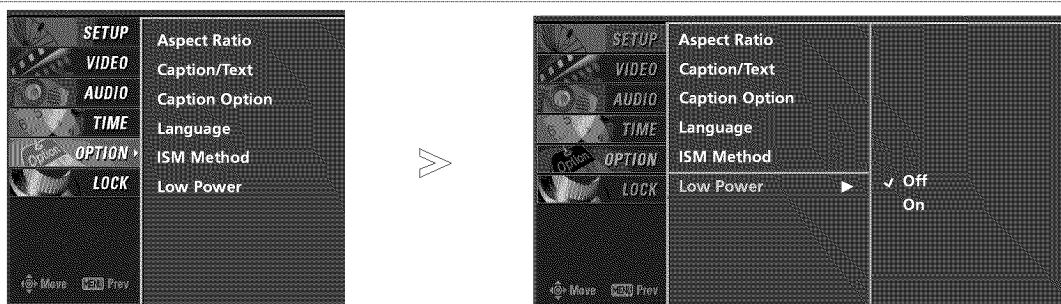 SETUP
VIDEO
AUDIO
TIME
OPTION
LOCK
Aspect Ratio
Caption/Text
Caption Option
Language
ISM Method
Low Power
Move MENU Prev
SETUP
VIDEO
AUDIO
TIME
Option OPTION
LOCK
Aspect Ratio
Caption/Text
Caption Option
Language
ISM Method
Low Power
Off
On
Move MENU Prev